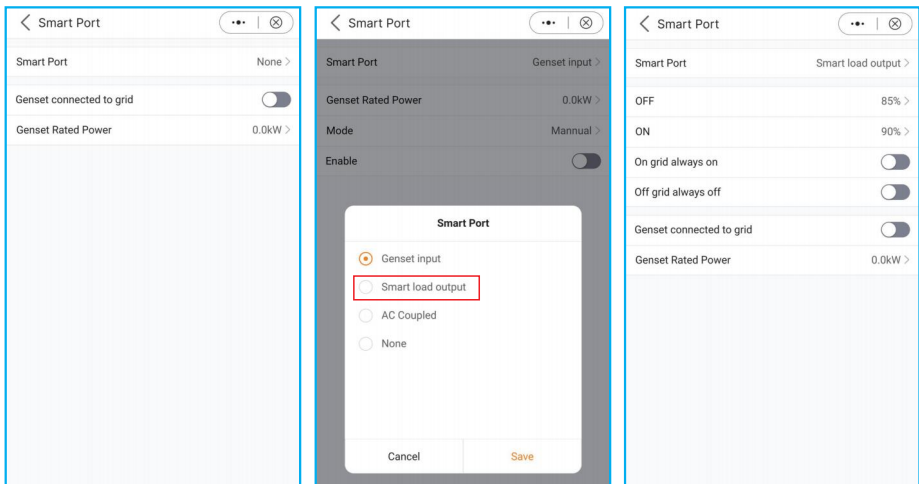 Smart Port
Smart Port None
Genset connected to grid
Genset Rated Power 0.0kW
Smart Port
Smart Port Genset input
Genset Rated Power 0.0kW
Mode Mannual
Enable
Smart Port
Genset input
Smart load output
AC Coupled
None
Cancel Save
Smart Port
Smart Port Smart load output
OFF 85%
ON 90%
On grid always on
Off grid always off
Genset connected to grid
Genset Rated Power 0.0kW